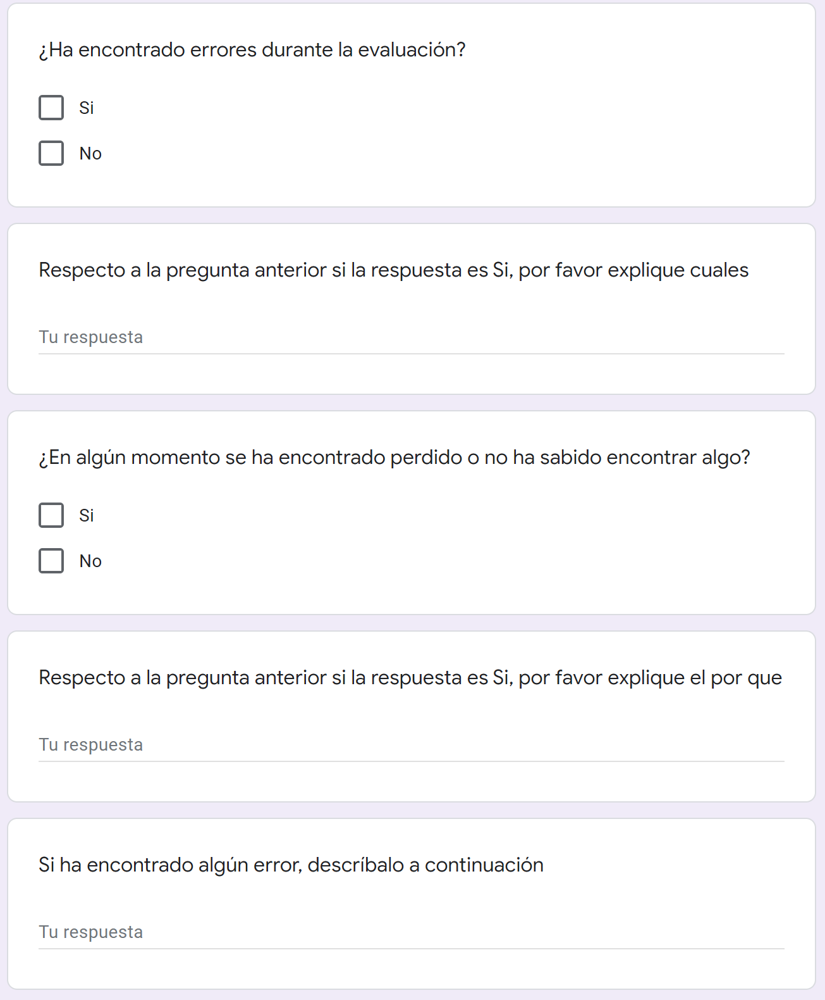 ¿Ha encontrado errores durante la evaluación?
Si
No
Respecto a la pregunta anterior si la respuesta es Si, por favor explique cuales
Tu respuesta
¿En algún momento se ha encontrado perdido o no ha sabido encontrar algo?
Si
No
Respecto a la pregunta anterior si la respuesta es Si, por favor explique el por que
Tu respuesta
Si ha encontrado algún error, descríbalo a continuación
Tu respuesta